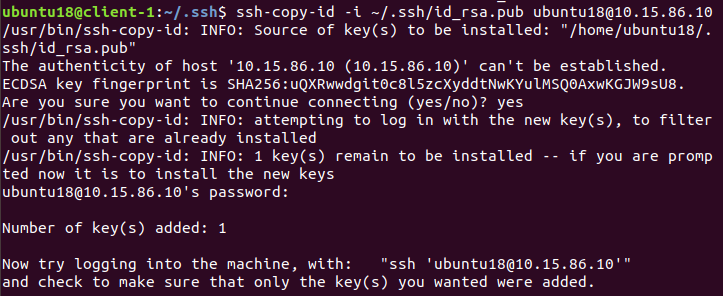 ubuntu18@client-1:~/.ssh$ ssh-copy-id -i ~/.ssh/id_rsa.pub ubuntu18@10.15.86.10
/usr/bin/ssh-copy-id: INFO: Source of key(s) to be installed: "/home/ubuntu18/.
ssh/id_rsa.pub"
The authenticity of host '10.15.86.10 (10.15.86.10)' can't be established.
ECDSA key fingerprint is SHA256:uQXRwwdgit0c8l5zcXyddtNwKYulMSQ0AxwKGJW9sU8.
Are you sure you want to continue connecting (yes/no)? yes
/usr/bin/ssh-copy-id: INFO: attempting to log in with the new key(s), to filter
 out any that are already installed
/usr/bin/ssh-copy-id: INFO: 1 key(s) remain to be installed -- if you are promp
ted now it is to install the new keys
ubuntu18@10.15.86.10's password:
Number of key(s) added: 1
Now try logging into the machine, with:   "ssh 'ubuntu18@10.15.86.10'"
and check to make sure that only the key(s) you wanted were added.